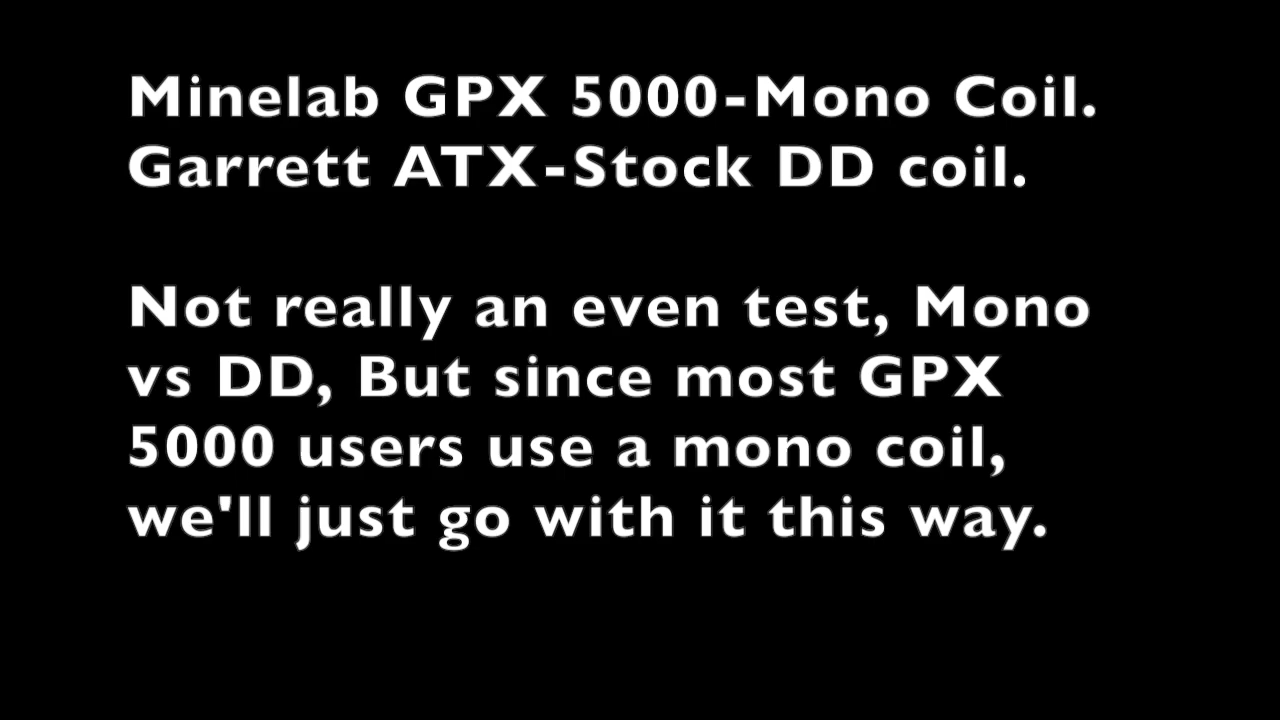 Minelab GPX 5000-Mono Coil.
Garrett ATX-Stock DD coil.
Not really an even test, Mono
vs DD, But since most GPX
5000 users use a mono coil,
we'll just go with it this way.